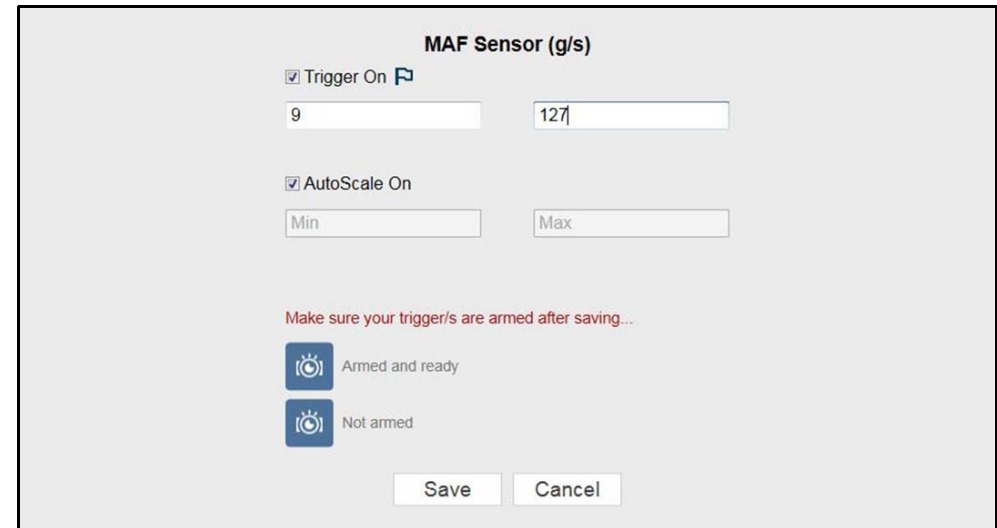 MAF Sensor (g/s)
Trigger On
9 127
AutoScale On
Min Max
Make sure your trigger/s are armed after saving...
Armed and ready
Not armed
Save Cancel